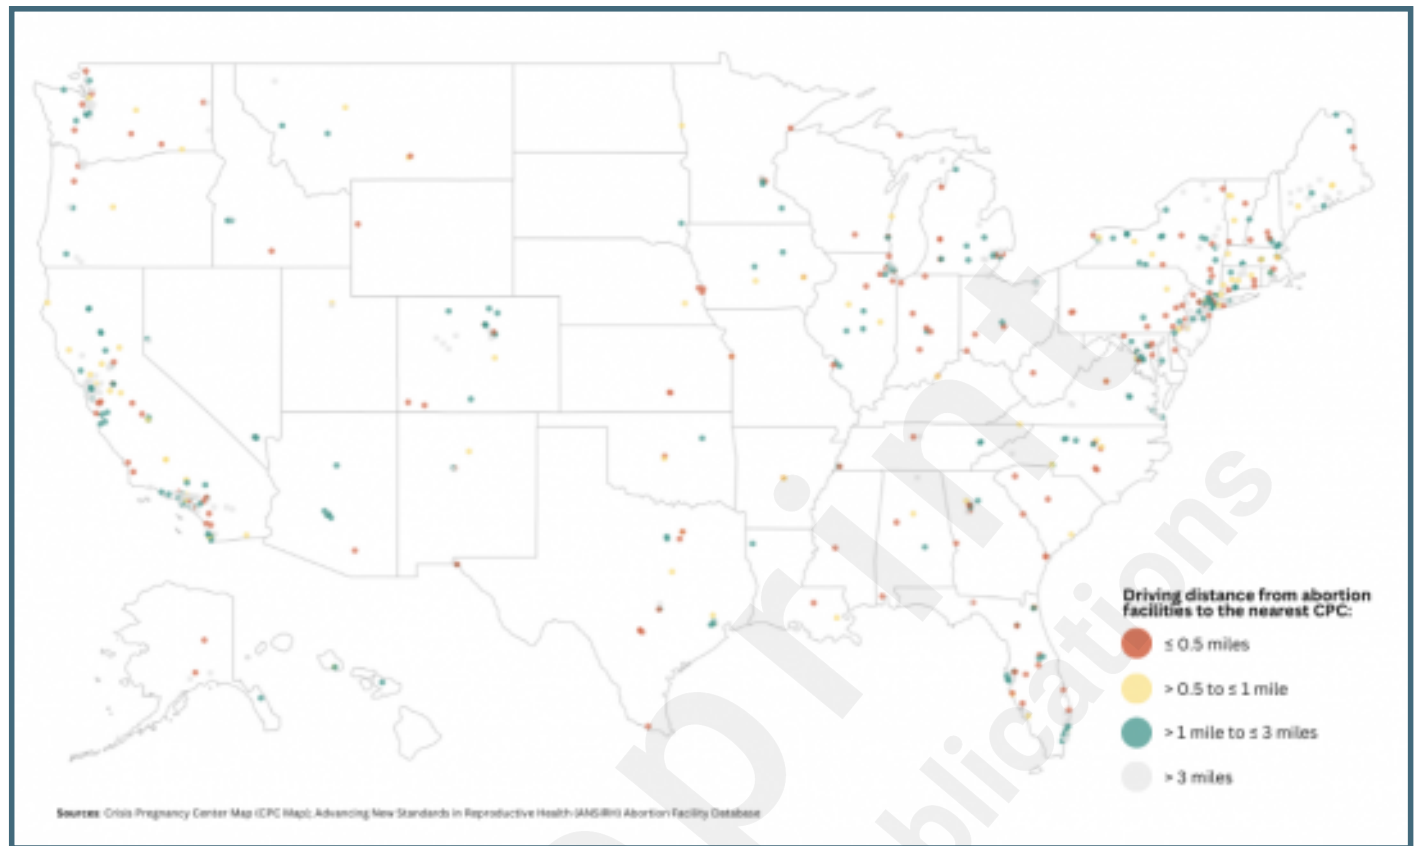 Driving distance from abortion
facilities to the nearest CPC:
≤ 0.5 miles
> 0.5 to ≤ 1 mile
> 1 mile to ≤ 3 miles
> 3 miles
Sources: Crisis Pregnancy Center Map (CPC Map); Advancing New Standards in Reproductive Health (ANSIRH) Abortion Facility Database
print
blications